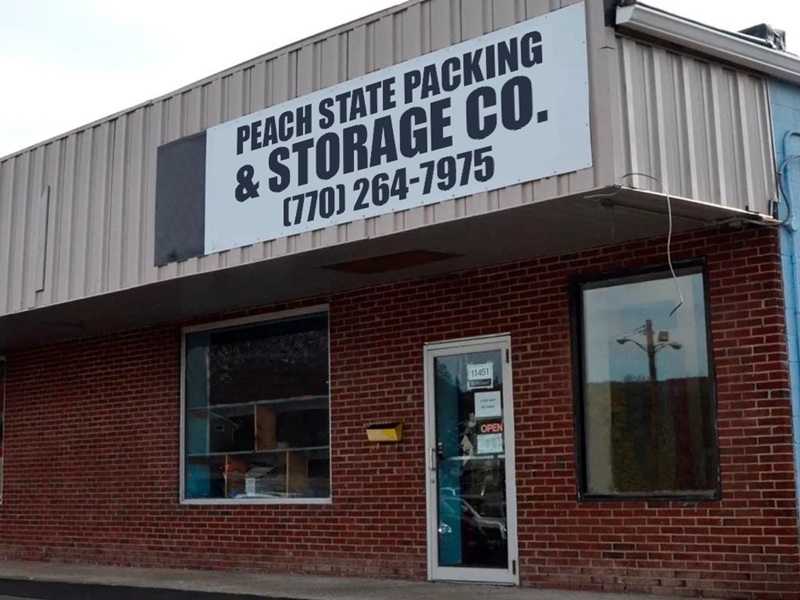 PEACH STATE PACKING
& STORAGE CO.
(770) 264-7975
11451
OPEN